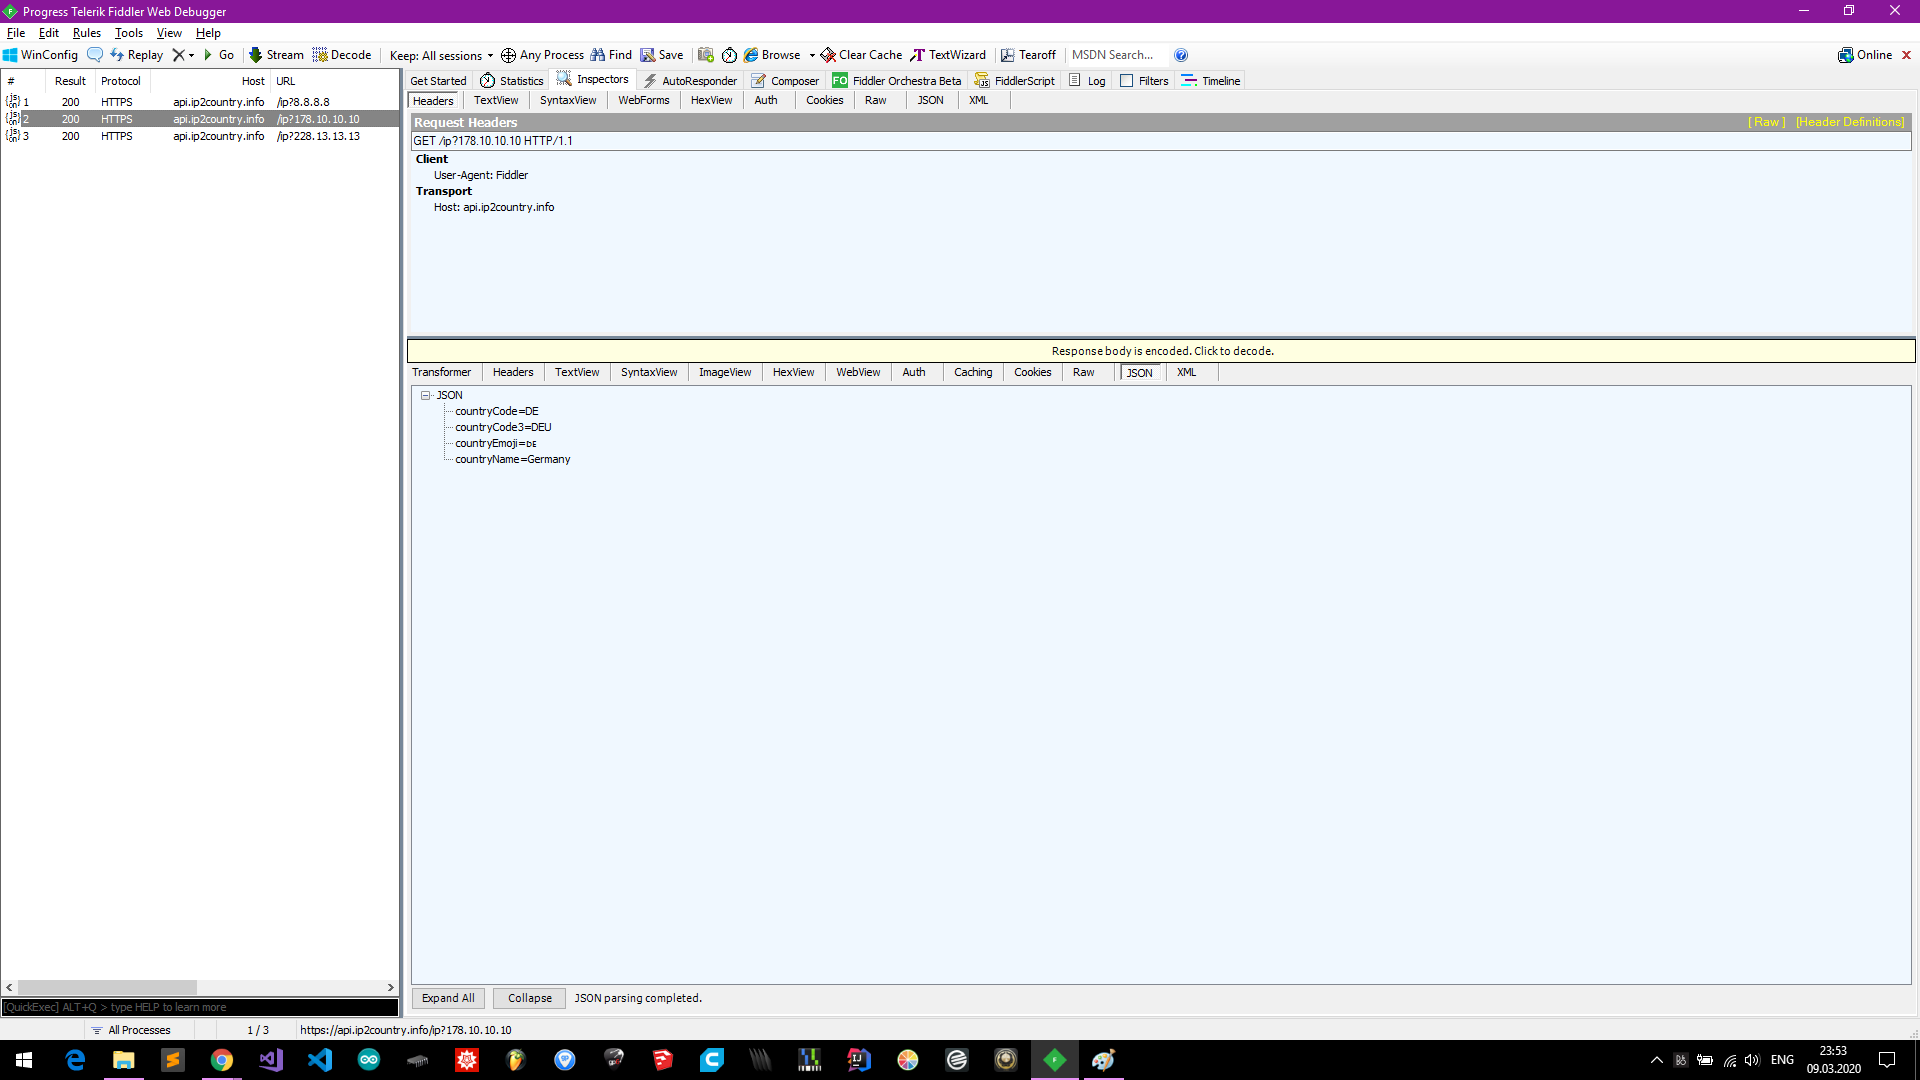 Progress Telerik Fiddler Web Debugger
File Edit Rules Tools View Help
WinConfig Replay Go Stream Decode Keep: All sessions Any Process Find Save Browse Clear Cache TextWizard Tearoff MSDN Search... Online
# Result Protocol Host URL
1 200 HTTPS api.ip2country.info /ip?8.8.8.8
2 200 HTTPS api.ip2country.info /ip?178.10.10.10
3 200 HTTPS api.ip2country.info /ip?228.13.13.13
Get Started Statistics Inspectors AutoResponder Composer FO Fiddler Orchestra Beta FiddlerScript Log Filters Timeline
Headers TextView SyntaxView WebForms HexView Auth Cookies Raw JSON XML
Request Headers [ Raw ] [Header Definitions]
GET /ip?178.10.10.10 HTTP/1.1
Client
User-Agent: Fiddler
Transport
Host: api.ip2country.info
Response body is encoded. Click to decode.
Transformer Headers TextView SyntaxView ImageView HexView WebView Auth Caching Cookies Raw JSON XML
JSON
countryCode=DE
countryCode3=DEU
countryEmoji=DE
countryName=Germany
Expand All Collapse JSON parsing completed.
[QuickExec] ALT+Q > type HELP to learn more
All Processes 1 / 3 https://api.ip2country.info/ip?178.10.10.10
ENG
23:53
09.03.2020